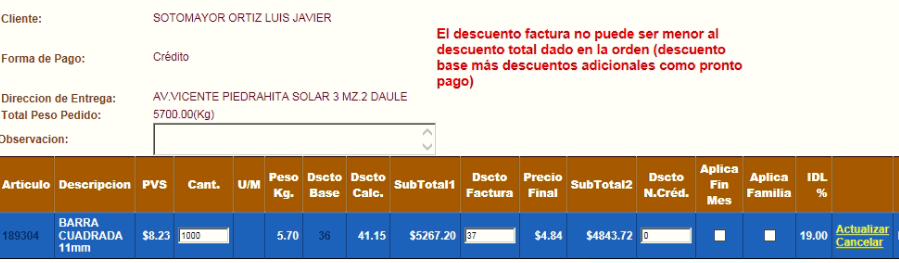 Cliente: SOTOMAYOR ORTIZ LUIS JAVIER
El descuento factura no puede ser menor al
descuento total dado en la orden (descuento
base más descuentos adicionales como pronto
pago)
Forma de Pago: Crédito
Direccion de Entrega: AV.VICENTE PIEDRAHITA SOLAR 3 MZ.2 DAULE
Total Peso Pedido: 5700.00(Kg)
Observacion:
Articulo Descripcion PVS Cant. U/M Peso Kg. Dscto Base Dscto Calc. SubTotal1 Dscto Factura Precio Final SubTotal2 Dscto N.Créd. Aplica Fin Mes Aplica Familia IDL %
189304 BARRA CUADRADA 11mm $8.23 1000 5.70 36 41.15 $5267.20 37 $4.84 $4843.72 0 19.00 Actualizar Cancelar